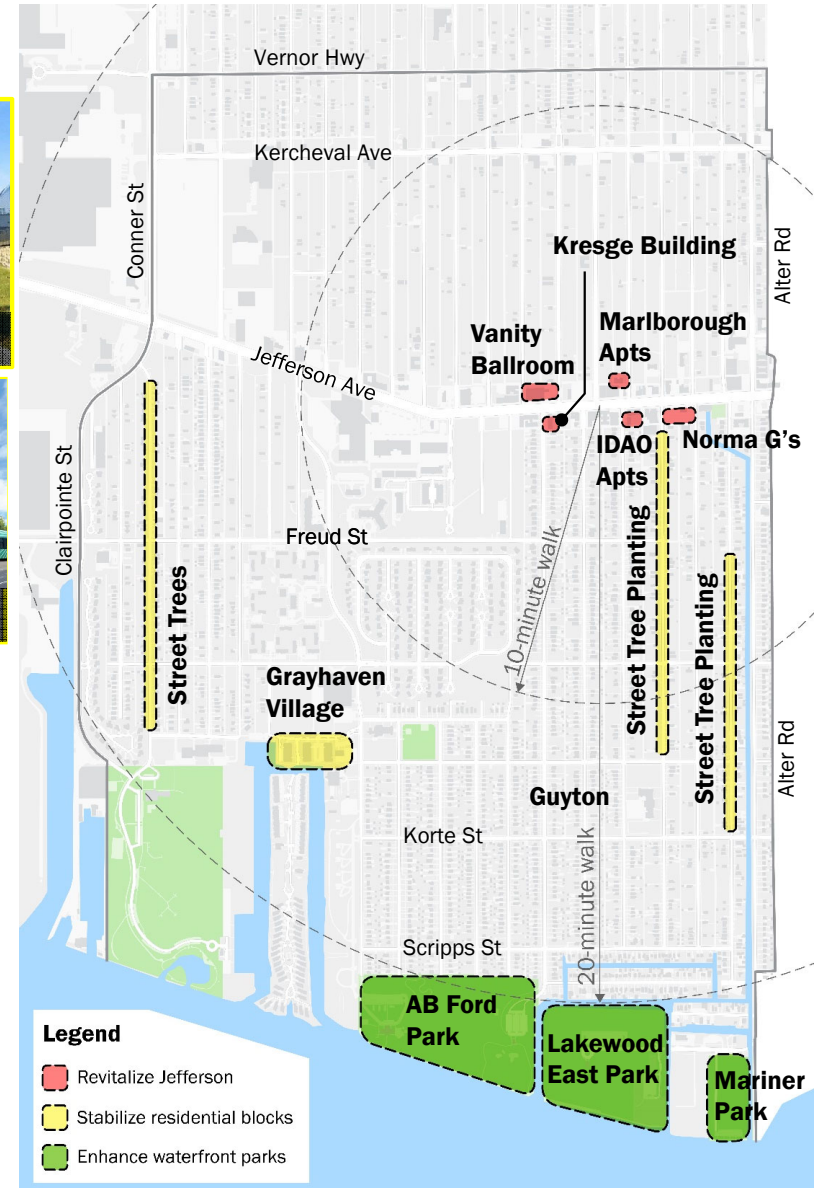 Vernor Hwy
Kercheval Ave
Conner St
Alter Rd
Kresge Building
Vanity
Ballroom
Marlborough
Apts
Jefferson Ave
IDAO
Apts
Norma G's
Clairpointe St
Freud St
10-minute walk
Street Trees
Street Tree Planting
Street Tree Planting
Grayhaven
Village
Guyton
Alter Rd
Korte St
20-minute walk
Scripps St
AB Ford
Park
Lakewood
East Park
Mariner
Park
Legend
Revitalize Jefferson
Stabilize residential blocks
Enhance waterfront parks